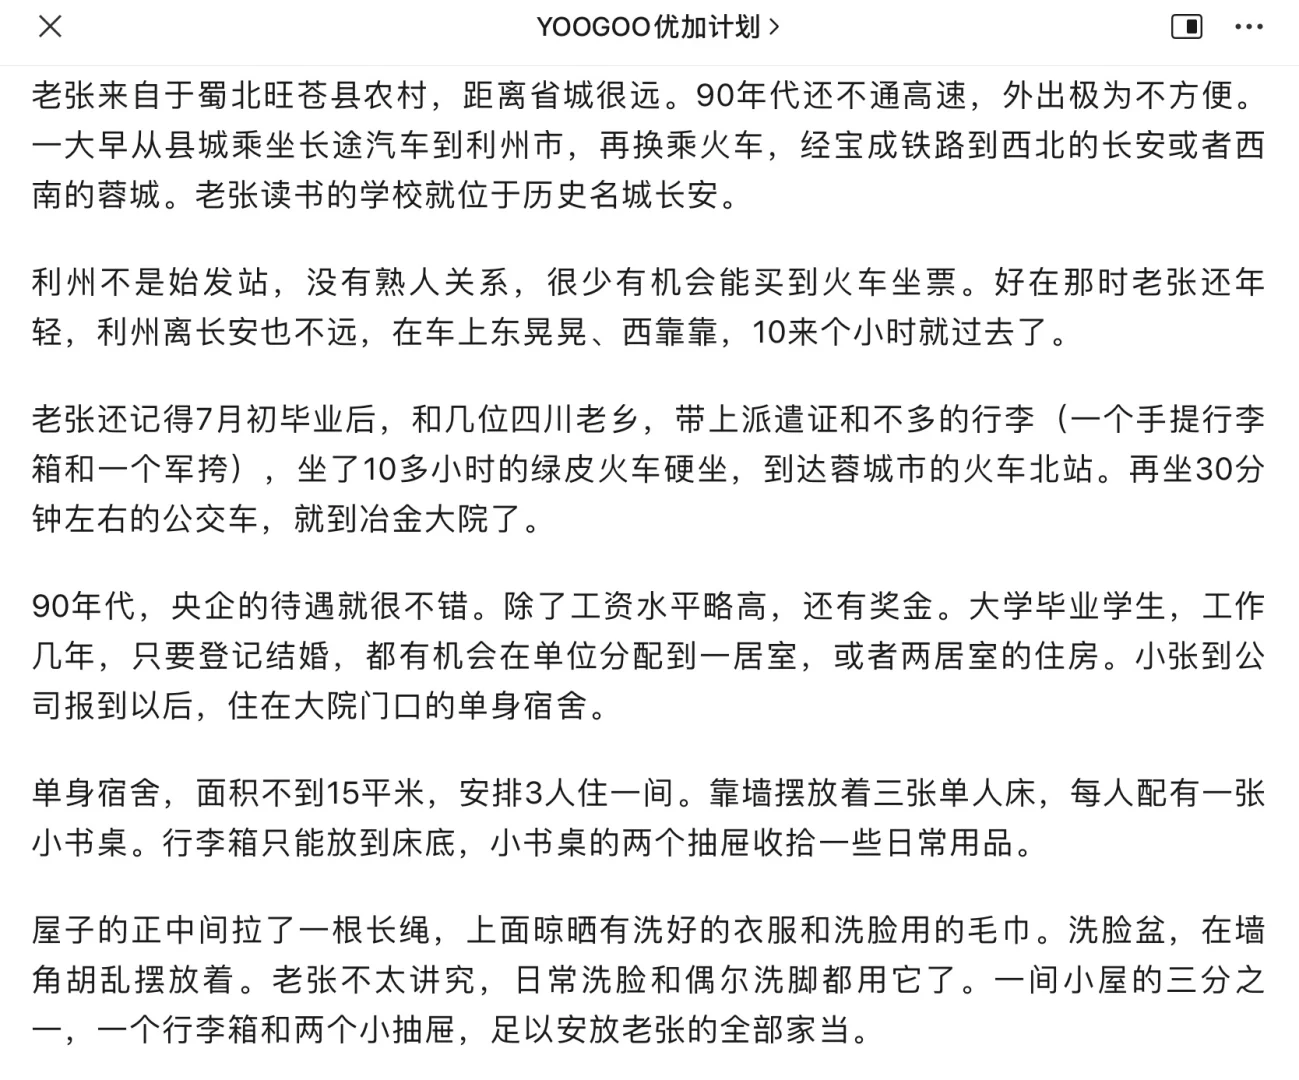 YOOGOO优加计划
老张来自于蜀北旺苍县农村，距离省城很远。90年代还不通高速，外出极为不方便。
一大早从县城乘坐长途汽车到利州市，再换乘火车，经宝成铁路到西北的长安或者西
南的蓉城。老张读书的学校就位于历史名城长安。
利州不是始发站，没有熟人关系，很少有机会能买到火车坐票。好在那时老张还年
轻，利州离长安也不远，在车上东晃晃、西靠靠，10来个小时就过去了。
老张还记得7月初毕业后，和几位四川老乡，带上派遣证和不多的行李（一个手提行李
箱和一个军挎），坐了10多小时的绿皮火车硬坐，到达蓉城市的火车北站。再坐30分
钟左右的公交车，就到冶金大院了。
90年代，央企的待遇就很不错。除了工资水平略高，还有奖金。大学毕业学生，工作
几年，只要登记结婚，都有机会在单位分配到一居室，或者两居室的住房。小张到公
司报到以后，住在大院门口的单身宿舍。
单身宿舍，面积不到15平米，安排3人住一间。靠墙摆放着三张单人床，每人配有一张
小书桌。行李箱只能放到床底，小书桌的两个抽屉收拾一些日常用品。
屋子的正中间拉了一根长绳，上面晾晒有洗好的衣服和洗脸用的毛巾。洗脸盆，在墙
角胡乱摆放着。老张不太讲究，日常洗脸和偶尔洗脚都用它了。一间小屋的三分之
一，一个行李箱和两个小抽屉，足以安放老张的全部家当。